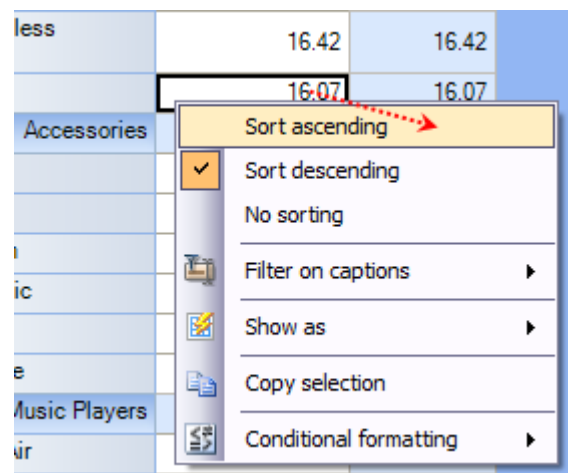 less
16.42 16.42
16.07 16.07
Accessories
Sort ascending
Sort descending
No sorting
ic
Filter on captions
Show as
e
Copy selection
Music Players
Air
Conditional formatting